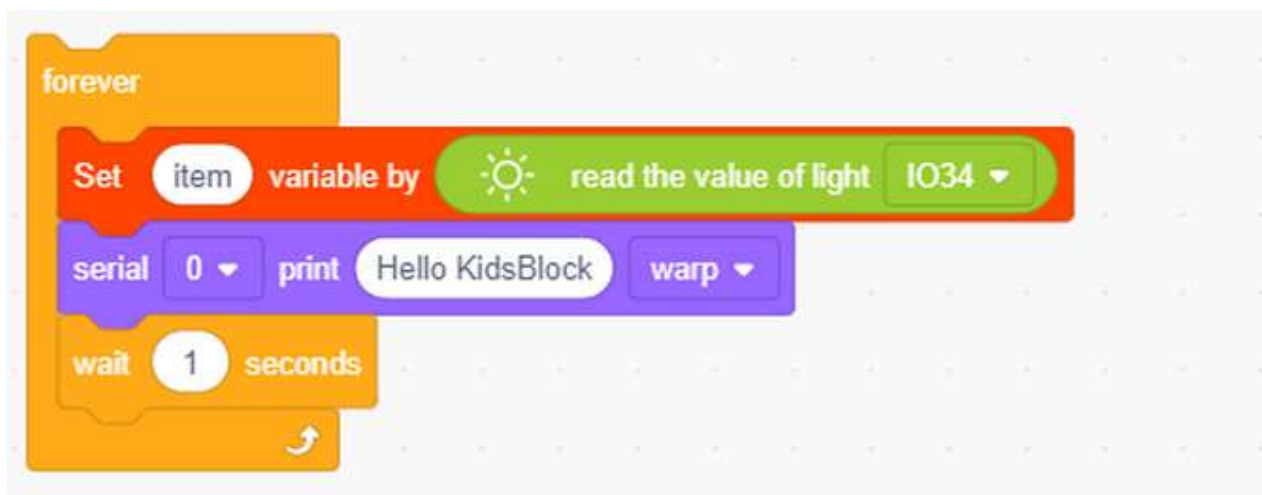 forever
Set item variable by read the value of light IO34
serial 0 print Hello KidsBlock warp
wait 1 seconds